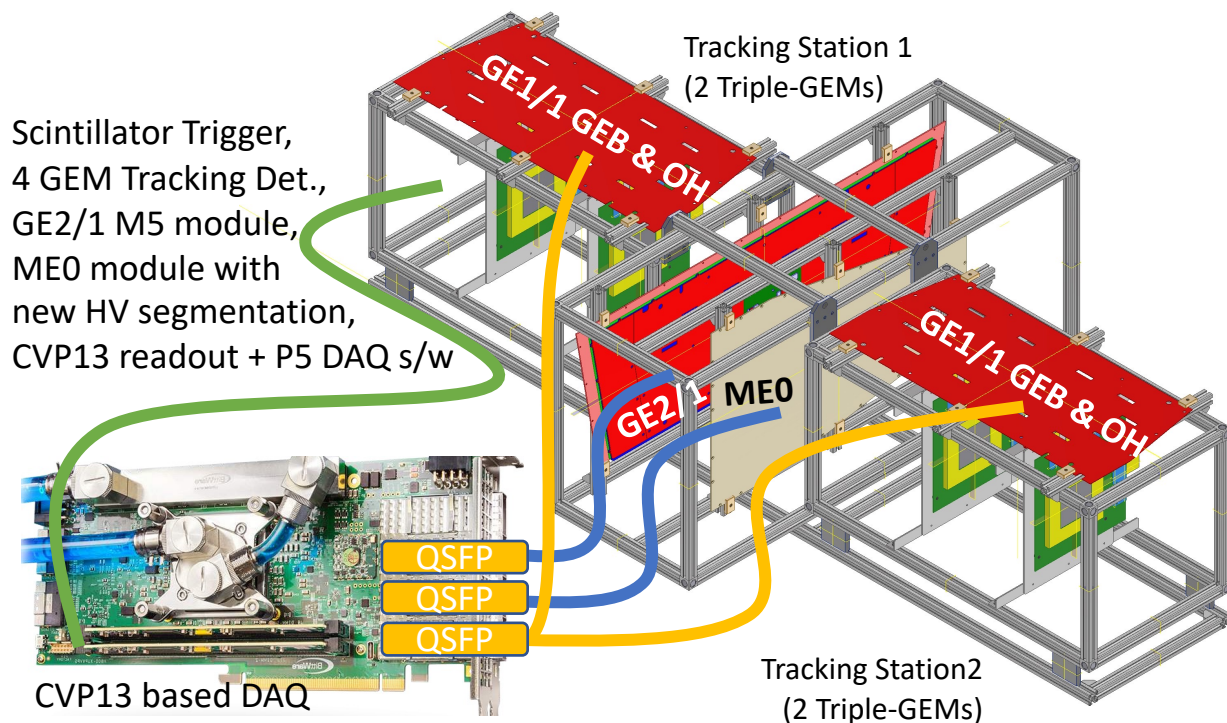 Tracking Station 1
(2 Triple-GEMs)
GE1/1 GEB & OH
Scintillator Trigger,
4 GEM Tracking Det.,
GE2/1 M5 module,
ME0 module with
new HV segmentation,
CVP13 readout + P5 DAQ s/w
GE2/1
ME0
GE1/1 GEB & OH
QSFP
QSFP
QSFP
BittWare
CVP13 based DAQ
Tracking Station2
(2 Triple-GEMs)